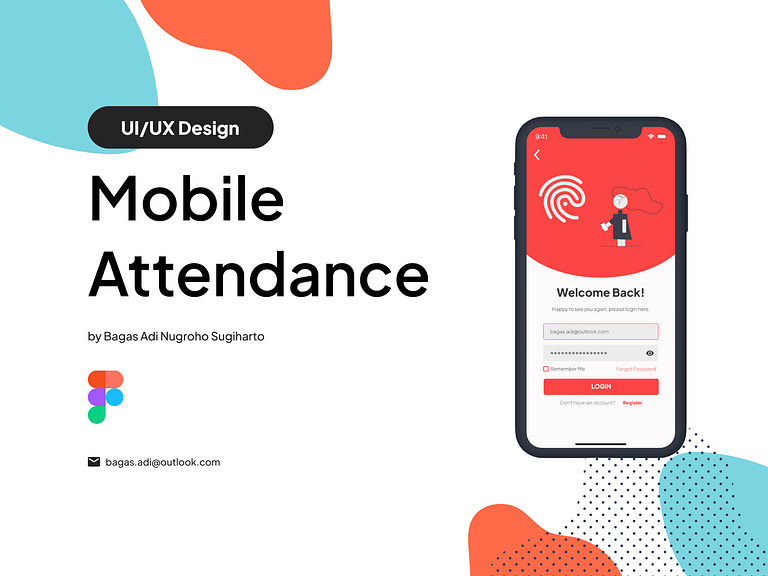 UI/UX Design
Mobile
Attendance
by Bagas Adi Nugroho Sugiharto
bagas.adi@outlook.com
9:41
Welcome Back!
Happy to see you again, please login here.
bagas.adi@outlook.com
****************
Remember Me Forgot Password
LOGIN
Don't have an account? Register